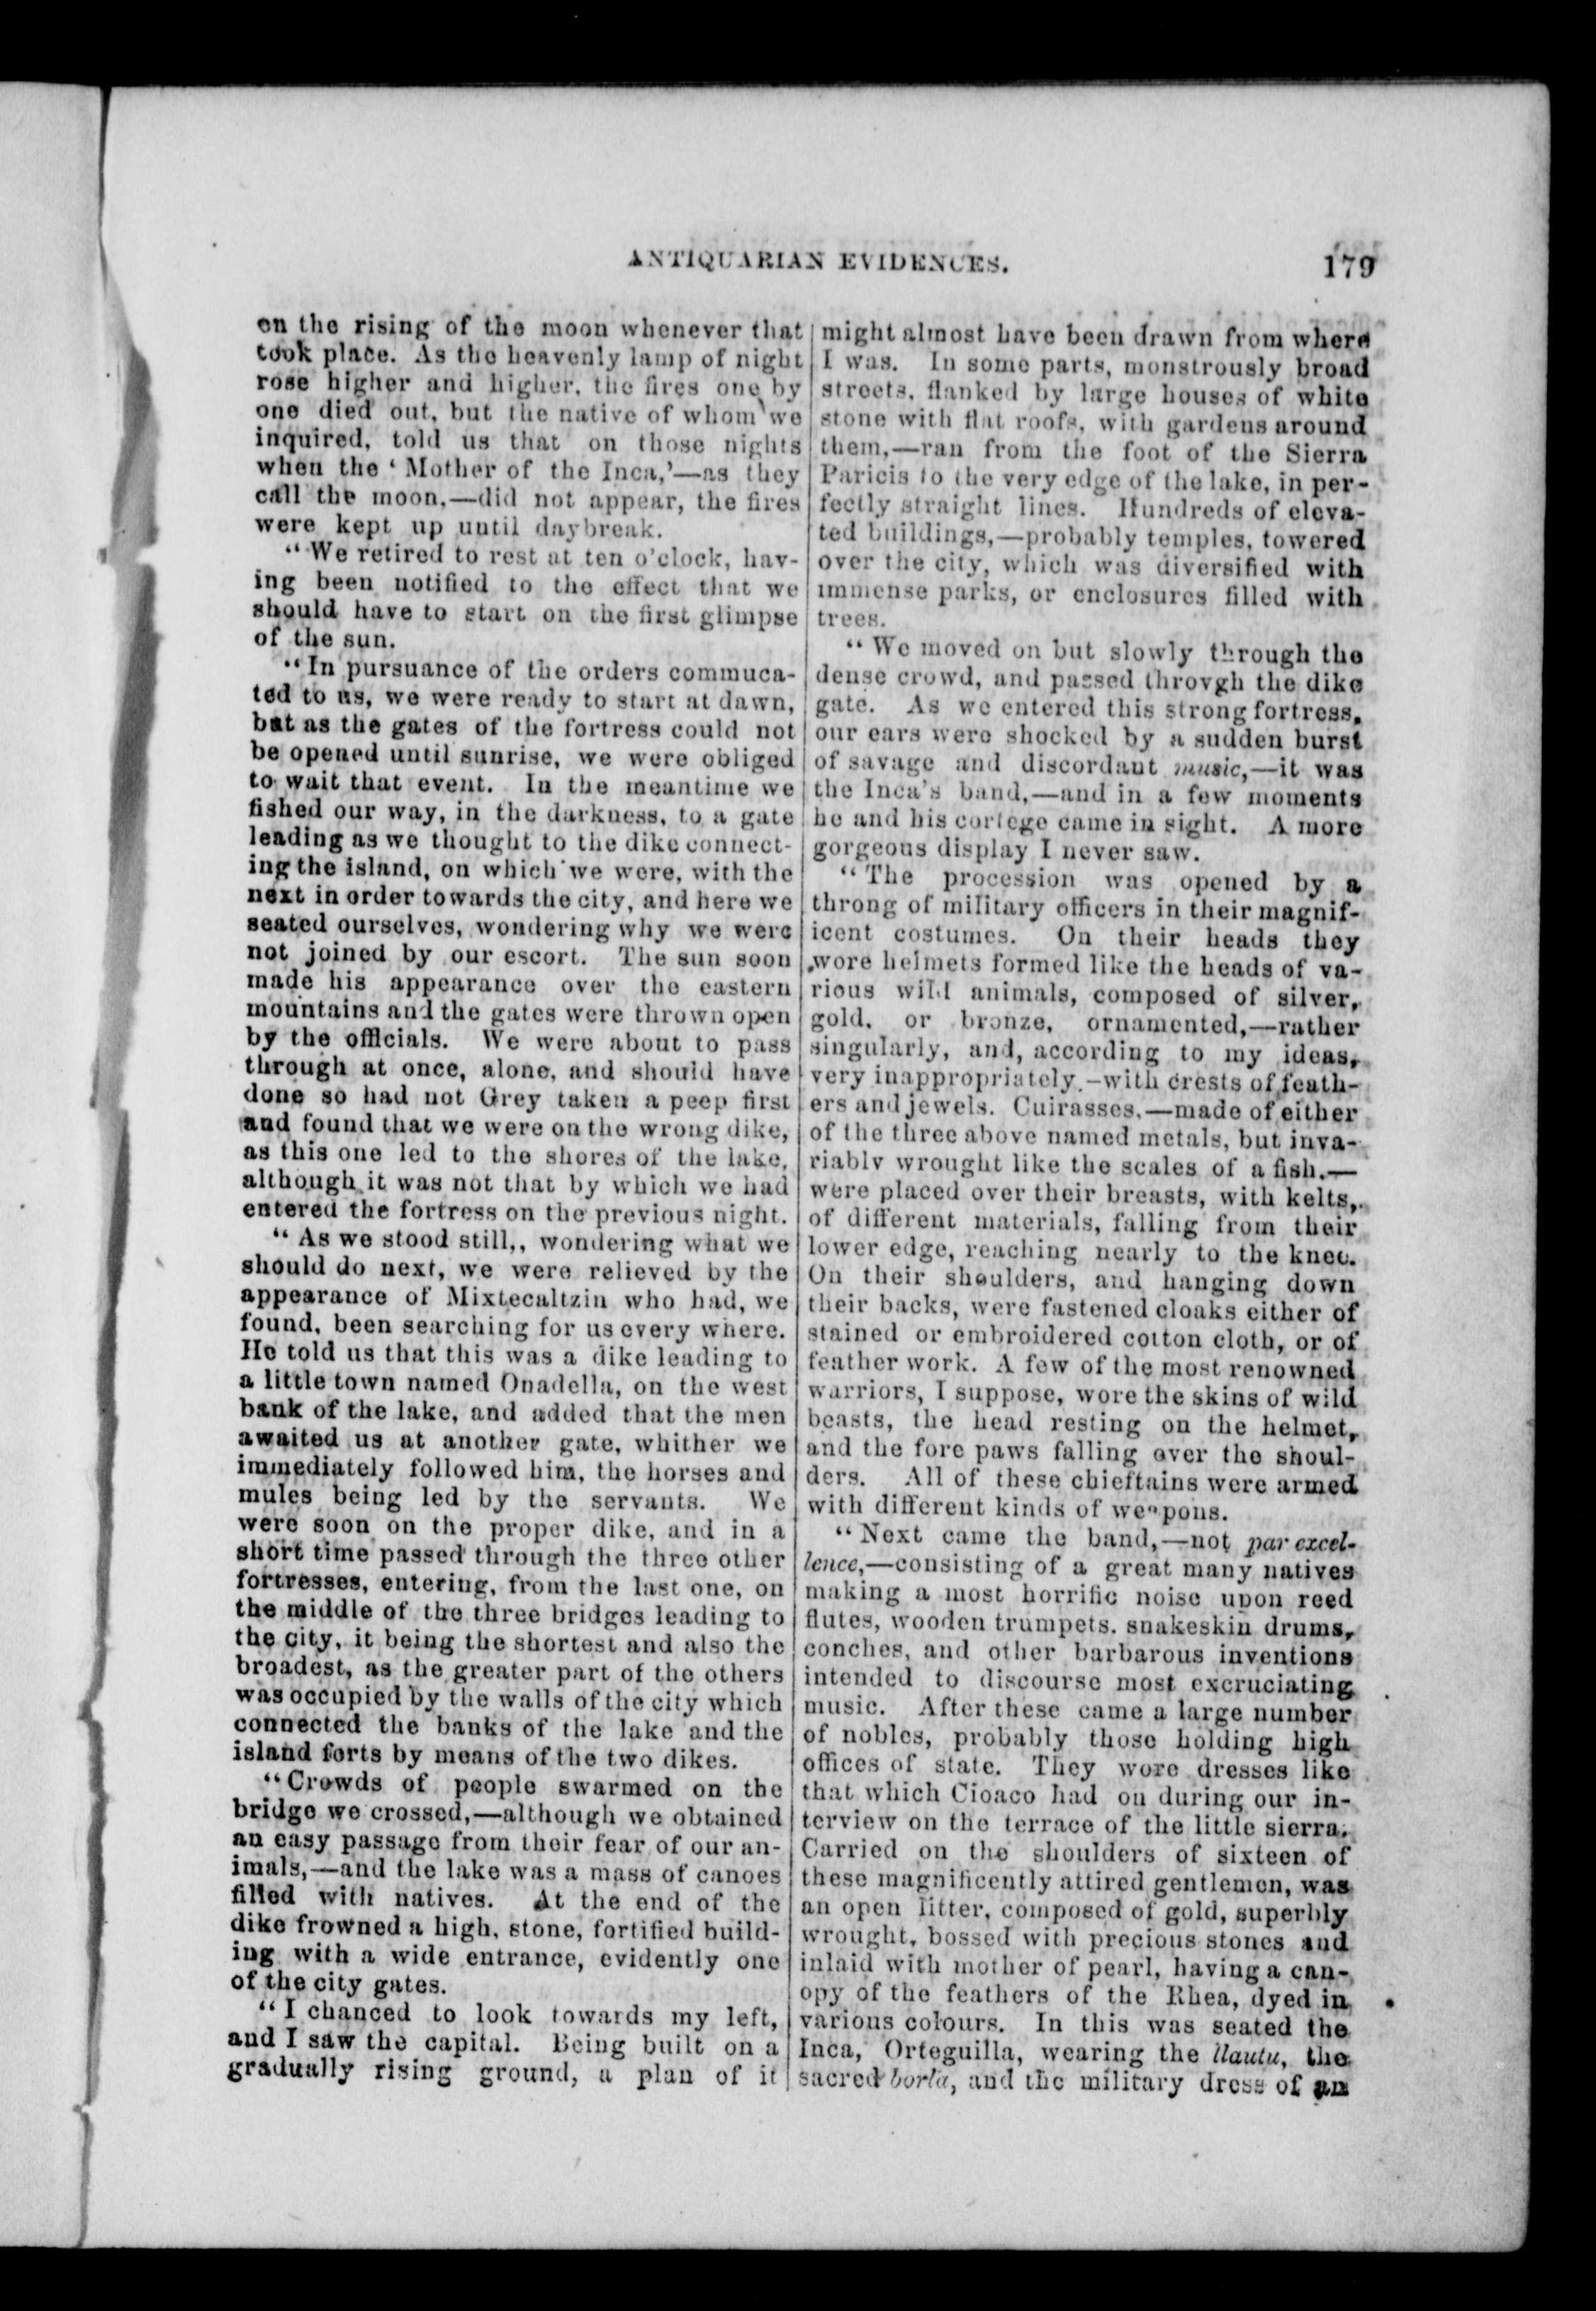 ANTIQUARIAN EVIDENCES.
179
on the rising of the moon whenever that
took place. As the heavenly lamp of night
rose higher and higher, the fires one by
one died out, but the native of whom we
inquired, told us that on those nights
when the ‘ Mother of the Inca,’—as they
call the moon,—did not appear, the fires
were kept up until daybreak.
“ We retired to rest at ten o’clock, hav-
ing been notified to the effect that we
should have to start on the first glimpse
of the sun.
“ In pursuance of the orders commuca-
ted to us, we were ready to start at dawn,
but as the gates of the fortress could not
be opened until sunrise, we were obliged
to wait that event. In the meantime we
fished our way, in the darkness, to a gate
leading as we thought to the dike connect-
ing the island, on which we were, with the
next in order towards the city, and here we
seated ourselves, wondering why we were
not joined by our escort. The sun soon
made his appearance over the eastern
mountains and the gates were thrown open
by the officials. We were about to pass
through at once, alone, and should have
done so had not Grey taken a peep first
and found that we were on the wrong dike,
as this one led to the shores of the lake,
although it was not that by which we had
entered the fortress on the previous night.
“ As we stood still,, wondering what we
should do next, we were relieved by the
appearance of Mixtecaltzin who had, we
found, been searching for us every where.
He told us that this was a dike leading to
a little town named Onadella, on the west
bank of the lake, and added that the men
awaited us at another gate, whither we
immediately followed him, the horses and
mules being led by the servants. We
were soon on the proper dike, and in a
short time passed through the three other
fortresses, entering, from the last one, on
the middle of the three bridges leading to
the city, it being the shortest and also the
broadest, as the greater part of the others
was occupied by the walls of the city which
connected the banks of the lake and the
island forts by means of the two dikes.
“ Crowds of people swarmed on the
bridge we crossed,—although we obtained
an easy passage from their fear of our an-
imals,—and the lake was a mass of canoes
filled with natives. At the end of the
dike frowned a high, stone, fortified build-
ing with a wide entrance, evidently one
of the city gates.
“ I chanced to look towards my left,
and I saw the capital. Being built on a
gradually rising ground, a plan of it
might almost have been drawn from where
I was. In some parts, monstrously broad
streets, flanked by large houses of white
stone with flat roofs, with gardens around
them,—ran from the foot of the Sierra
Paricis to the very edge of the lake, in per-
fectly straight lines. Hundreds of eleva-
ted buildings,—probably temples, towered
over the city, which was diversified with
immense parks, or enclosures filled with
trees.
“ We moved on but slowly through the
dense crowd, and passed throvgh the dike
gate. As we entered this strong fortress,
our ears were shocked by a sudden burst
of savage and discordant music,—it was
the Inca’s band,—and in a few moments
he and his cortege came in sight. A more
gorgeous display I never saw.
“ The procession was opened by a
throng of military officers in their magnif-
icent costumes. On their heads they
wore helmets formed like the heads of va-
rious wild animals, composed of silver,
gold, or bronze, ornamented,—rather
singularly, and, according to my ideas,
very inappropriately,—with crests of feath-
ers and jewels. Cuirasses,—made of either
of the three above named metals, but inva-
riably wrought like the scales of a fish,—
were placed over their breasts, with kelts,
of different materials, falling from their
lower edge, reaching nearly to the knee.
On their shoulders, and hanging down
their backs, were fastened cloaks either of
stained or embroidered cotton cloth, or of
feather work. A few of the most renowned
warriors, I suppose, wore the skins of wild
beasts, the head resting on the helmet,
and the fore paws falling over the shoul-
ders. All of these chieftains were armed
with different kinds of weapons.
“ Next came the band,—not par excel-
lence,—consisting of a great many natives
making a most horrific noise upon reed
flutes, wooden trumpets, snakeskin drums,
conches, and other barbarous inventions
intended to discourse most excruciating
music. After these came a large number
of nobles, probably those holding high
offices of state. They wore dresses like
that which Cioaco had on during our in-
terview on the terrace of the little sierra.
Carried on the shoulders of sixteen of
these magnificently attired gentlemen, was
an open litter, composed of gold, superbly
wrought, bossed with precious stones and
inlaid with mother of pearl, having a can-
opy of the feathers of the Rhea, dyed in
various colours. In this was seated the
Inca, Orteguilla, wearing the llautu, the
sacred borla, and the military dress of an